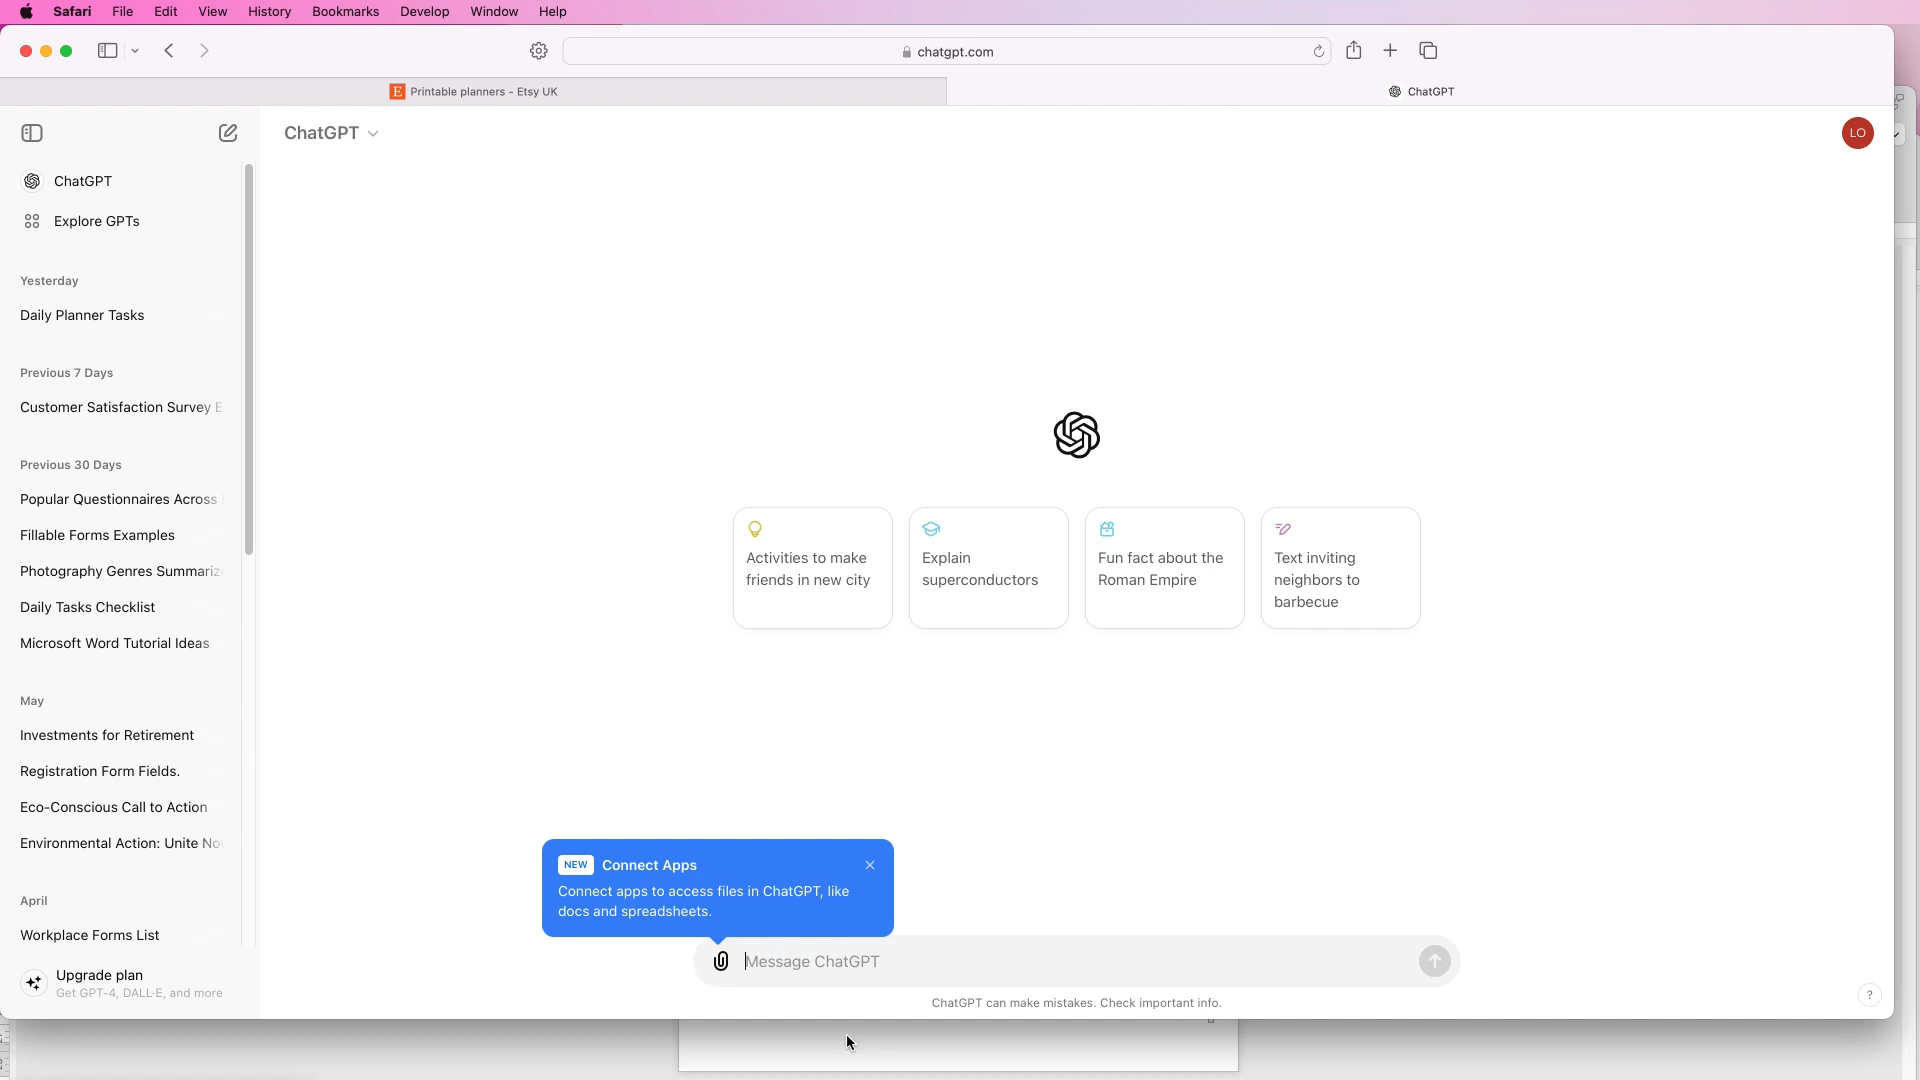 Safari File Edit View History Bookmarks Develop Window Help
chatgpt.com
E Printable planners - Etsy UK
ChatGPT
ChatGPT
LO
ChatGPT
Explore GPTs
Yesterday
Daily Planner Tasks
Previous 7 Days
Customer Satisfaction Survey E
Previous 30 Days
Popular Questionnaires Across
Fillable Forms Examples
Photography Genres Summariz
Daily Tasks Checklist
Microsoft Word Tutorial Ideas
May
Investments for Retirement
Registration Form Fields.
Eco-Conscious Call to Action
Environmental Action: Unite No
April
Workplace Forms List
Upgrade plan
Get GPT-4, DALL·E, and more
Activities to make
friends in new city
Explain
superconductors
Fun fact about the
Roman Empire
Text inviting
neighbors to
barbecue
NEW Connect Apps
Connect apps to access files in ChatGPT, like
docs and spreadsheets.
Message ChatGPT
ChatGPT can make mistakes. Check important info.
?